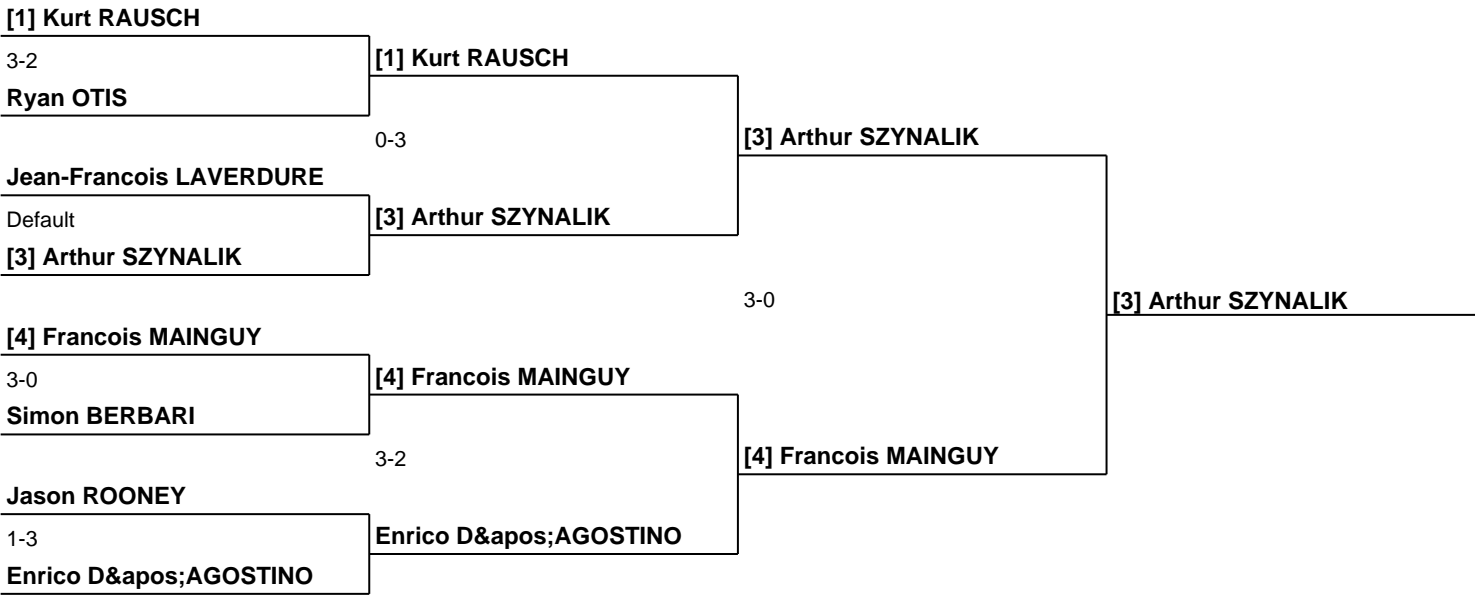 [1] Kurt RAUSCH
3-2
[1] Kurt RAUSCH
Ryan OTIS
0-3
[3] Arthur SZYNALIK
Jean-Francois LAVERDURE
Default
[3] Arthur SZYNALIK
[3] Arthur SZYNALIK
3-0
[3] Arthur SZYNALIK
[4] Francois MAINGUY
3-0
[4] Francois MAINGUY
Simon BERBARI
3-2
[4] Francois MAINGUY
Jason ROONEY
1-3
Enrico D&apos;AGOSTINO
Enrico D&apos;AGOSTINO